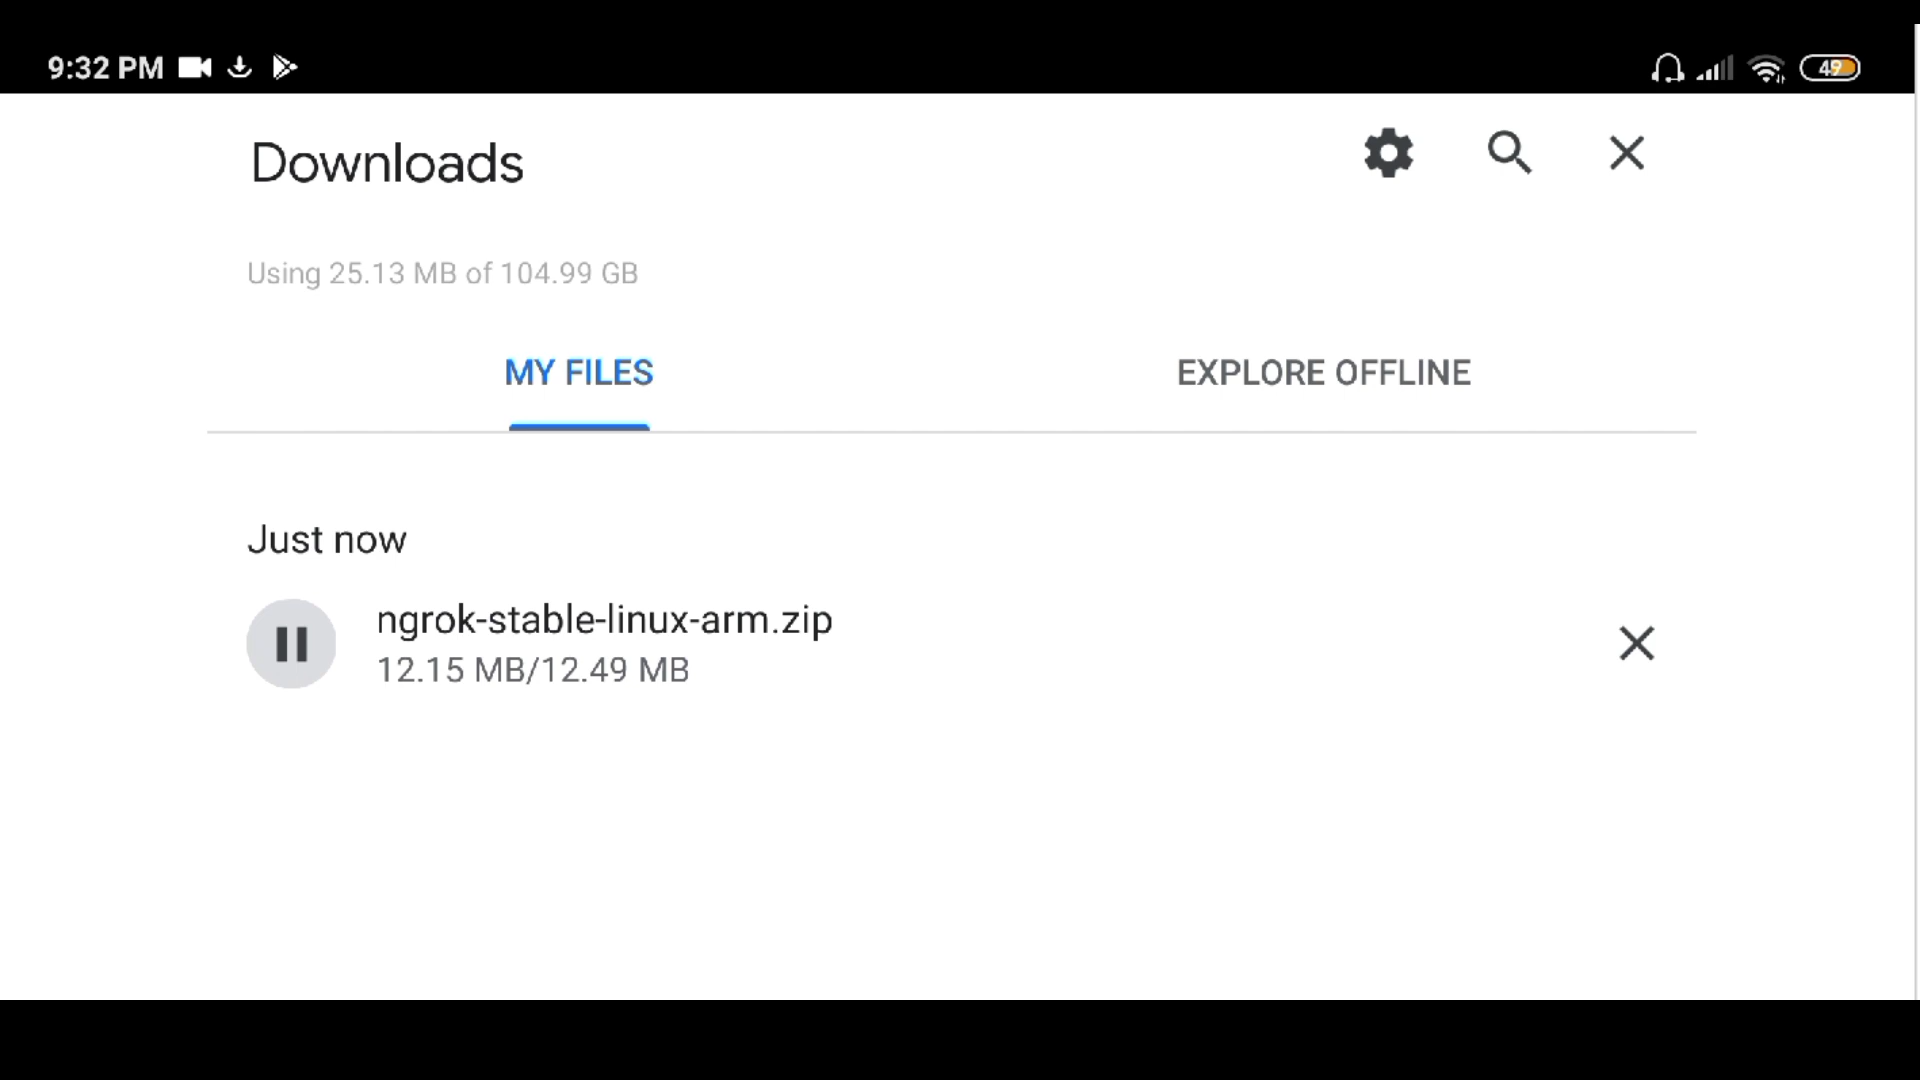 9:32 PM
49
Downloads
Using 25.13 MB of 104.99 GB
MY FILES
EXPLORE OFFLINE
Just now
ngrok-stable-linux-arm.zip
12.15 MB/12.49 MB